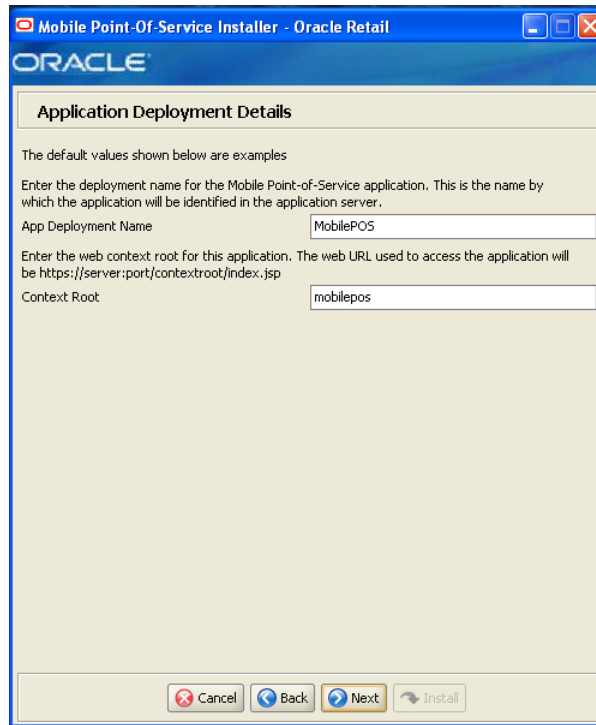 Mobile Point-Of-Service Installer - Oracle Retail
ORACLE
Application Deployment Details
The default values shown below are examples
Enter the deployment name for the Mobile Point-of-Service application. This is the name by
which the application will be identified in the application server.
App Deployment Name MobilePOS
Enter the web context root for this application. The web URL used to access the application will
be https://server:port/contextroot/index.jsp
Context Root mobilepos
Cancel Back Next Install